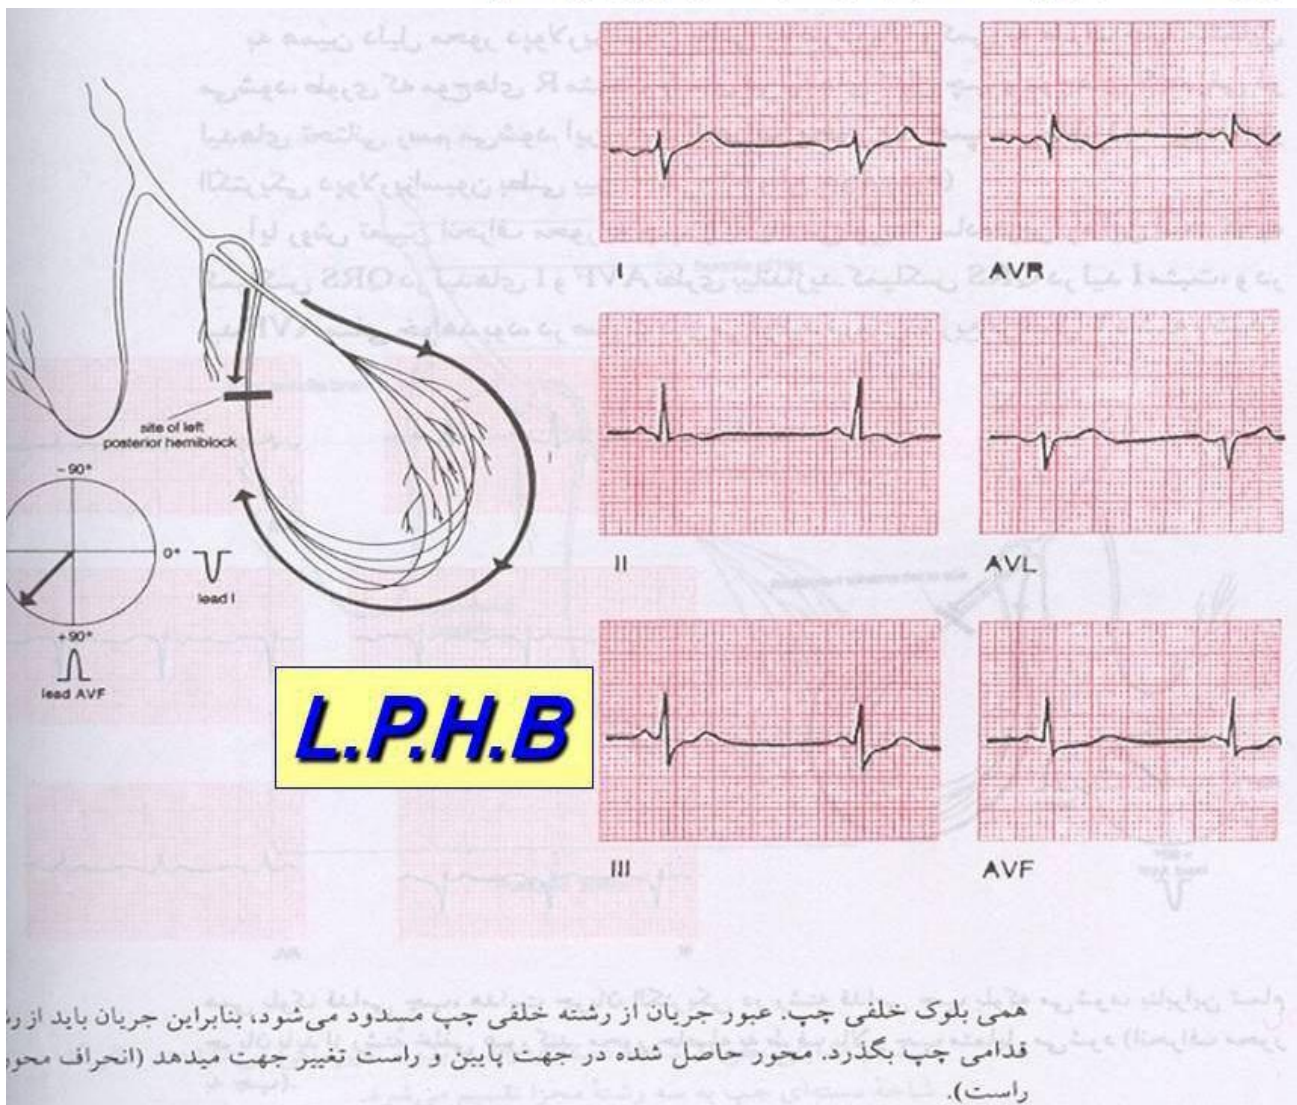 I
AVR
site of left
posterior hemiblock
II
AVL
– 90°
0°
lead I
+90°
lead AVF
L.P.H.B
III
AVF
همی بلوک خلفی چپ. عبور جریان از رشته خلفی چپ مسدود می‌شود، بنابراین جریان باید از
قدامی چپ بگذرد. محور حاصل شده در جهت پایین و راست تغییر جهت میدهد (انحراف محور
راست).